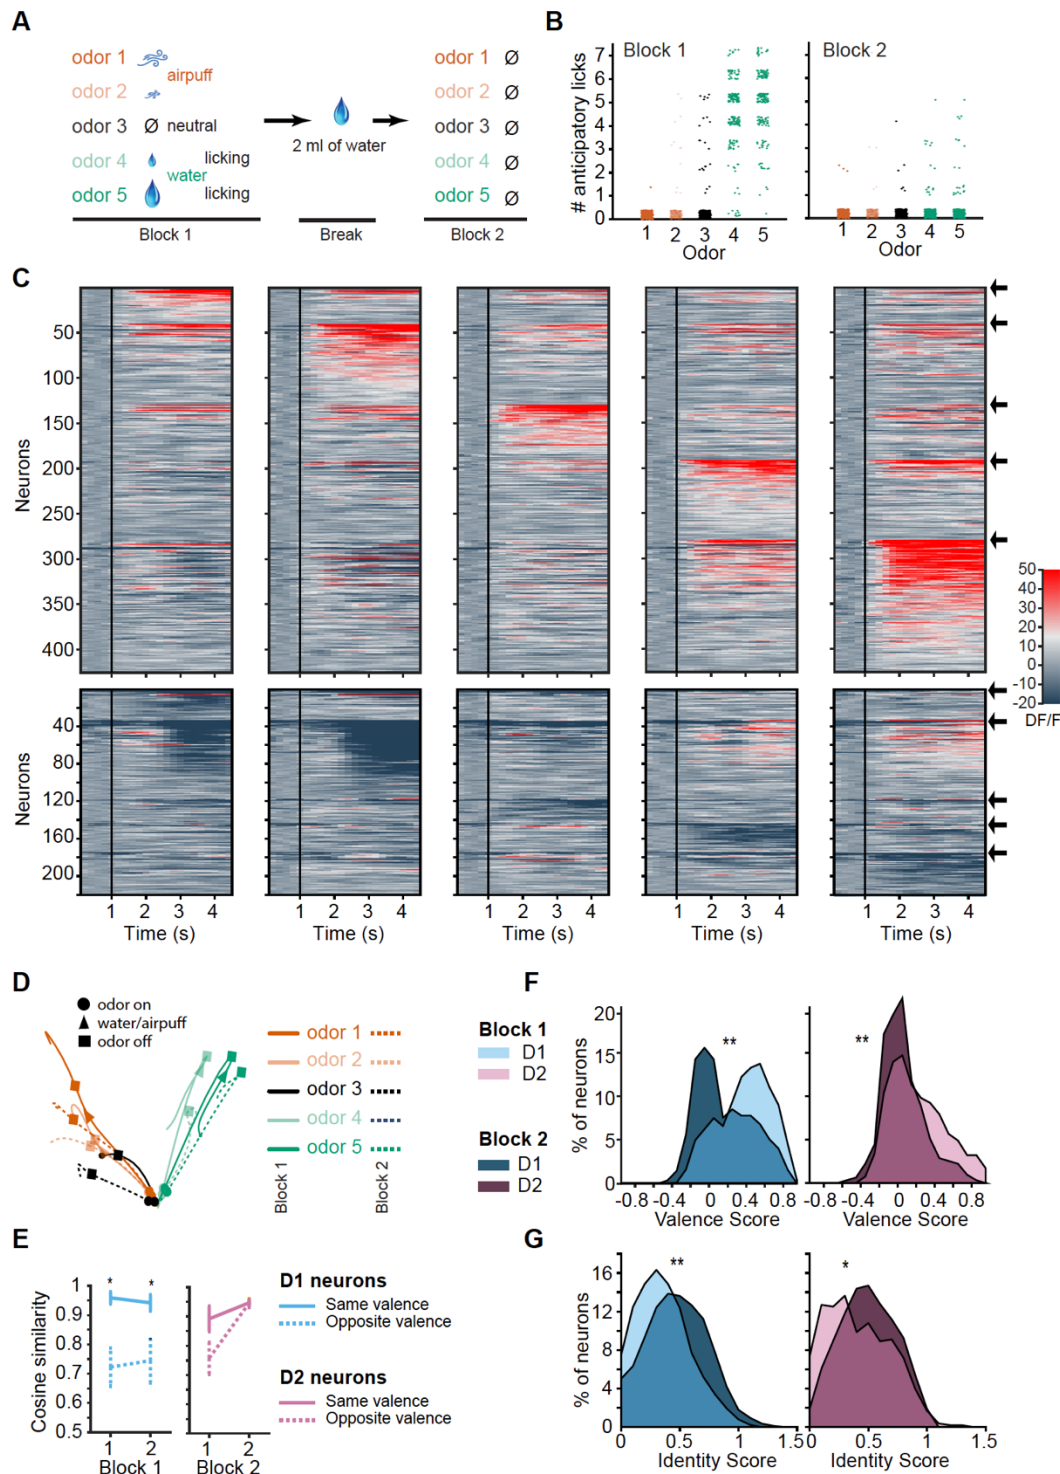 A
odor 1
airpuff
odor 2
odor 3 Ø neutral
odor 4 licking
water
odor 5 licking
Block 1
2 ml of water
Break
odor 1 Ø
odor 2 Ø
odor 3 Ø
odor 4 Ø
odor 5 Ø
Block 2
B
Block 1
Block 2
# anticipatory licks
7
6
5
4
3
2
1
0
1 2 3 4 5
1 2 3 4 5
Odor
Odor
C
Neurons
50
100
150
200
250
300
350
400
50
40
30
20
10
0
-10
-20
DF/F
Neurons
40
80
120
160
200
1 2 3 4
1 2 3 4
1 2 3 4
1 2 3 4
1 2 3 4
Time (s)
Time (s)
Time (s)
Time (s)
Time (s)
D
odor on
water/airpuff
odor off
odor 1
odor 2
odor 3
odor 4
odor 5
Block 1
Block 2
E
Cosine similarity
1
0.9
0.8
0.7
0.6
0.5
* *
1 2
1 2
Block 1
Block 2
D1 neurons
Same valence
Opposite valence
D2 neurons
Same valence
Opposite valence
F
Block 1
D1
D2
Block 2
D1
D2
% of neurons
20
15
10
5
0
**
**
-0.8 -0.4 0 0.4 0.8
-0.8 -0.4 0 0.4 0.8
Valence Score
Valence Score
G
% of neurons
16
12
8
4
0
**
*
0 0.5 1 1.5
0 0.5 1 1.5
Identity Score
Identity Score